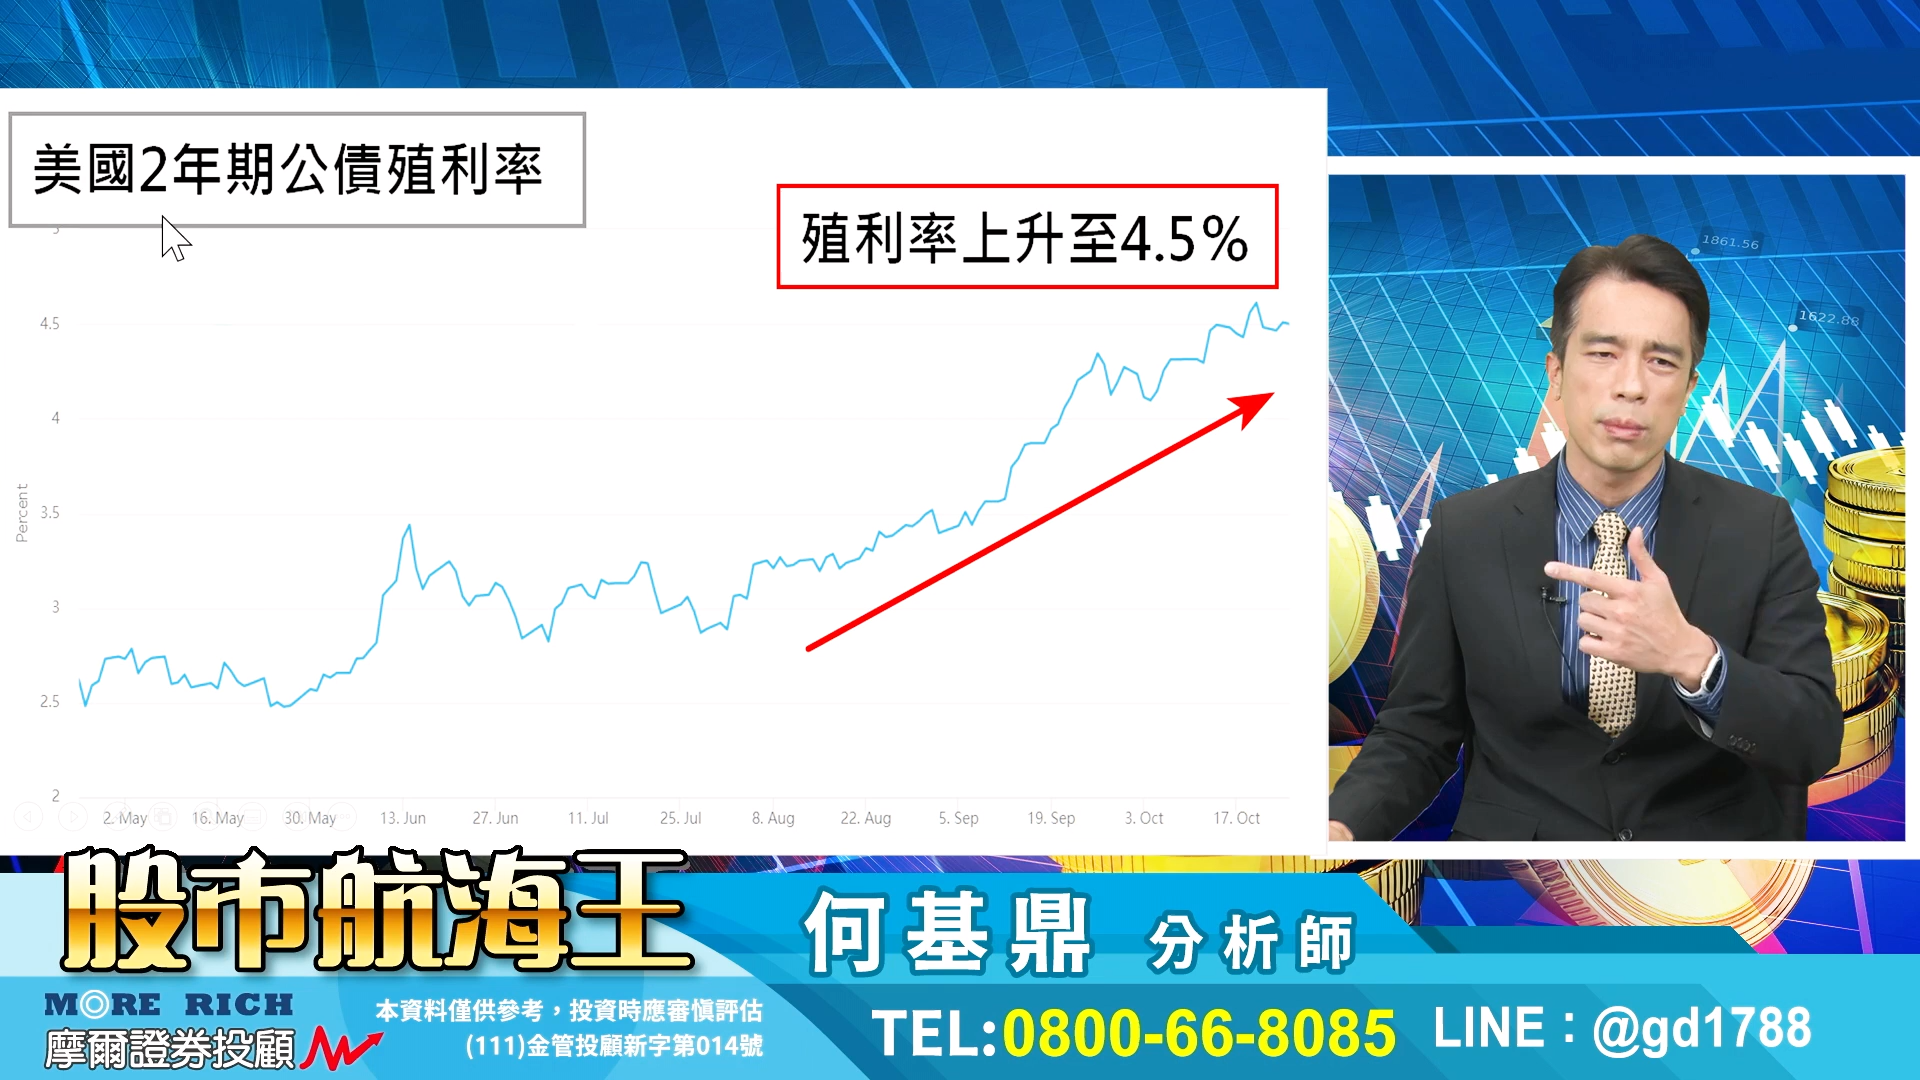 美國2年期公債殖利率
殖利率上升至4.5%
1861.56
1622.88
5
4.5
4
3.5
3
2.5
2
Percent
2. May 16. May 30. May 13. Jun 27. Jun 11. Jul 25. Jul 8. Aug 22. Aug 5. Sep 19. Sep 3. Oct 17. Oct
股市航海王
何基鼎 分析師
MORE RICH
摩爾證券投顧
本資料僅供參考，投資時應審慎評估
(111)金管投顧新字第014號
TEL:0800-66-8085
LINE：@gd1788